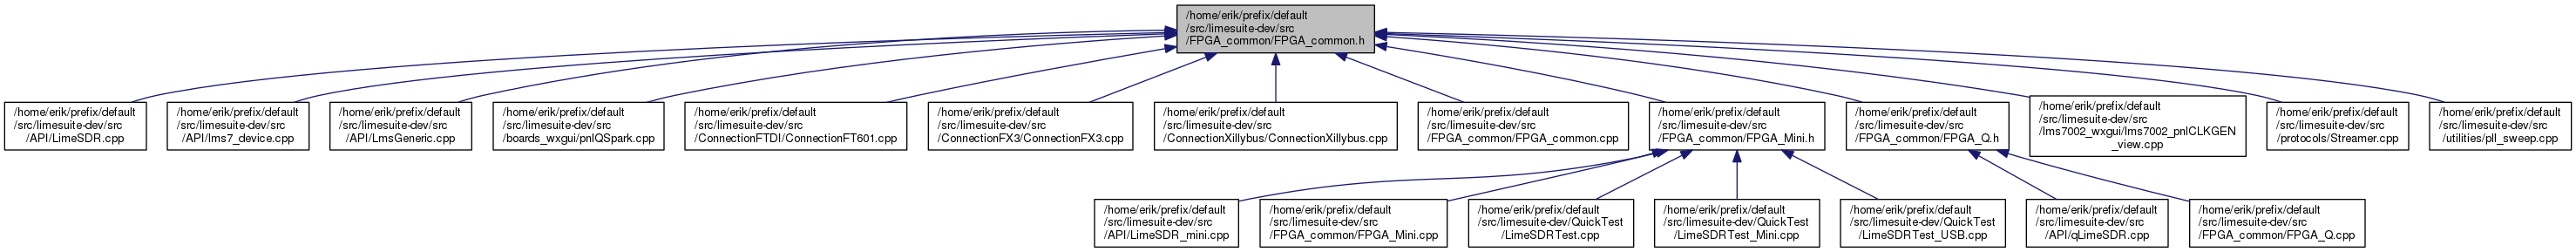 /home/erik/prefix/default
/src/limesuite-dev/src
/FPGA_common/FPGA_common.h
/home/erik/prefix/default
/src/limesuite-dev/src
/API/LimeSDR.cpp
/home/erik/prefix/default
/src/limesuite-dev/src
/API/lms7_device.cpp
/home/erik/prefix/default
/src/limesuite-dev/src
/API/LmsGeneric.cpp
/home/erik/prefix/default
/src/limesuite-dev/src
/boards_wxgui/pnlQSpark.cpp
/home/erik/prefix/default
/src/limesuite-dev/src
/ConnectionFTDI/ConnectionFT601.cpp
/home/erik/prefix/default
/src/limesuite-dev/src
/ConnectionFX3/ConnectionFX3.cpp
/home/erik/prefix/default
/src/limesuite-dev/src
/ConnectionXillybus/ConnectionXillybus.cpp
/home/erik/prefix/default
/src/limesuite-dev/src
/FPGA_common/FPGA_common.cpp
/home/erik/prefix/default
/src/limesuite-dev/src
/FPGA_common/FPGA_Mini.h
/home/erik/prefix/default
/src/limesuite-dev/src
/FPGA_common/FPGA_Q.h
/home/erik/prefix/default
/src/limesuite-dev/src
/lms7002_wxgui/lms7002_pnlCLKGEN
_view.cpp
/home/erik/prefix/default
/src/limesuite-dev/src
/protocols/Streamer.cpp
/home/erik/prefix/default
/src/limesuite-dev/src
/utilities/pll_sweep.cpp
/home/erik/prefix/default
/src/limesuite-dev/src
/API/LimeSDR_mini.cpp
/home/erik/prefix/default
/src/limesuite-dev/src
/FPGA_common/FPGA_Mini.cpp
/home/erik/prefix/default
/src/limesuite-dev/QuickTest
/LimeSDRTest.cpp
/home/erik/prefix/default
/src/limesuite-dev/QuickTest
/LimeSDRTest_Mini.cpp
/home/erik/prefix/default
/src/limesuite-dev/QuickTest
/LimeSDRTest_USB.cpp
/home/erik/prefix/default
/src/limesuite-dev/src
/API/qLimeSDR.cpp
/home/erik/prefix/default
/src/limesuite-dev/src
/FPGA_common/FPGA_Q.cpp